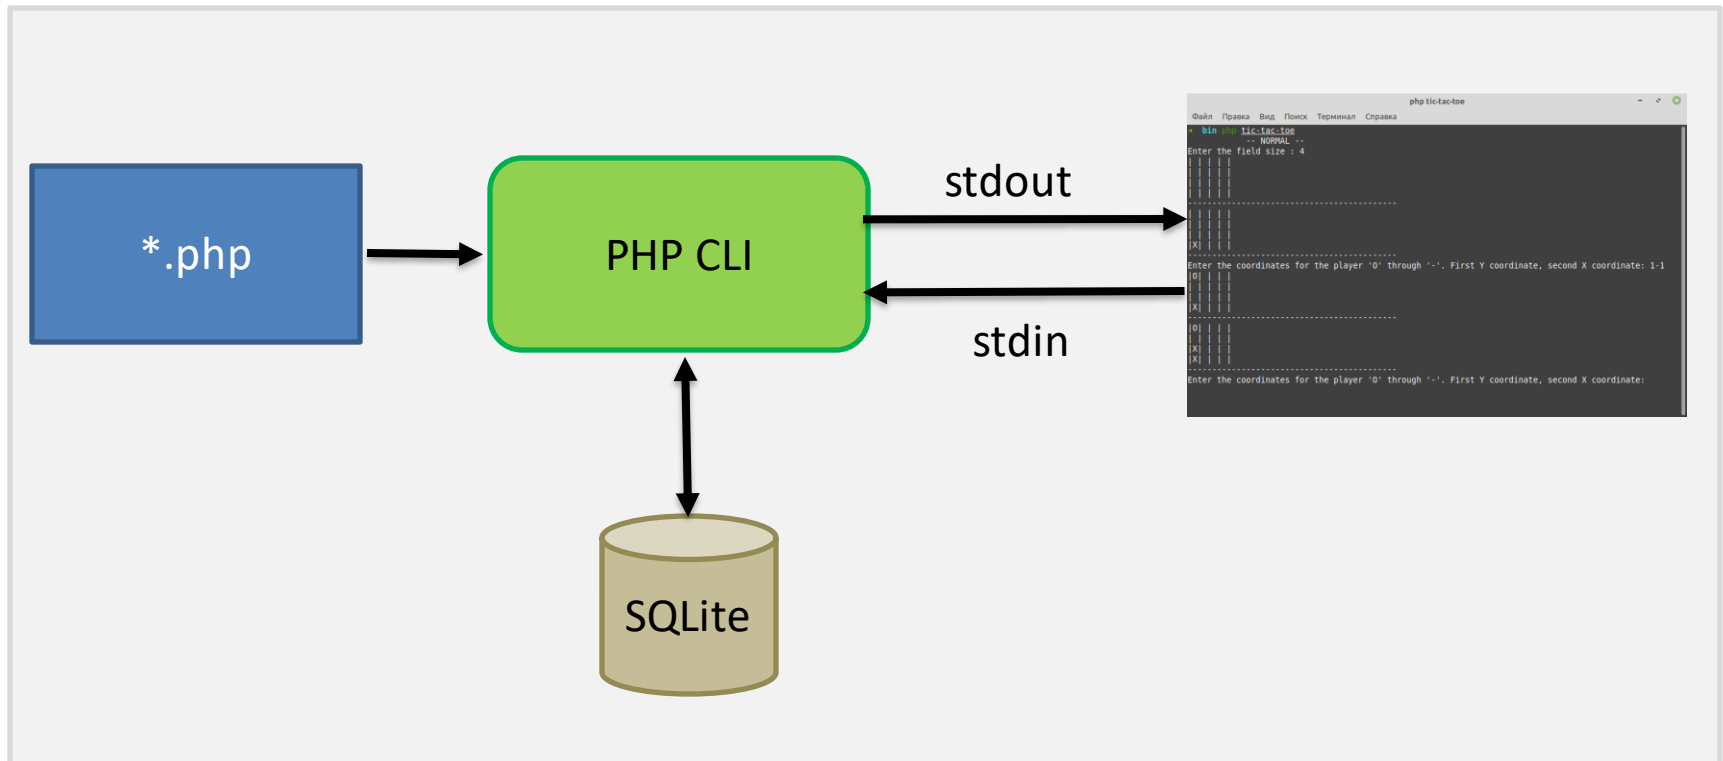 *.php
PHP CLI
stdout
stdin
SQLite
php tic-tac-toe
Файл Правка Вид Поиск Терминал Справка
→ bin php tic-tac-toe
-- NORMAL --
Enter the field size : 4
| | | | |
| | | | |
| | | | |
| | | | |
-------------------------------------------
| | | | |
| | | | |
| | | | |
|X| | | |
-------------------------------------------
Enter the coordinates for the player 'O' through '-'. First Y coordinate, second X coordinate: 1-1
|O| | | |
| | | | |
| | | | |
|X| | | |
-------------------------------------------
|O| | | |
| | | | |
|X| | | |
|X| | | |
-------------------------------------------
Enter the coordinates for the player 'O' through '-'. First Y coordinate, second X coordinate: